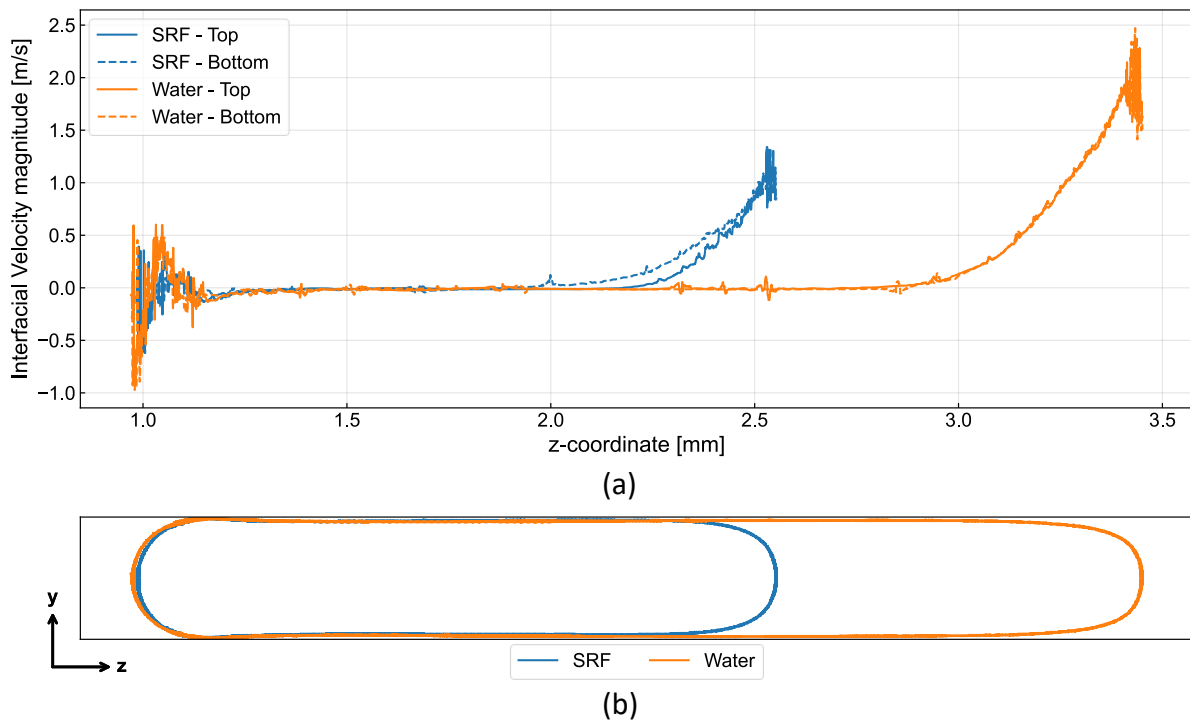 SRF - Top
SRF - Bottom
Water - Top
Water - Bottom
Interfacial Velocity magnitude [m/s]
2.5
2.0
1.5
1.0
0.5
0.0
−0.5
−1.0
1.0 1.5 2.0 2.5 3.0 3.5
z-coordinate [mm]
(a)
y
z
SRF Water
(b)